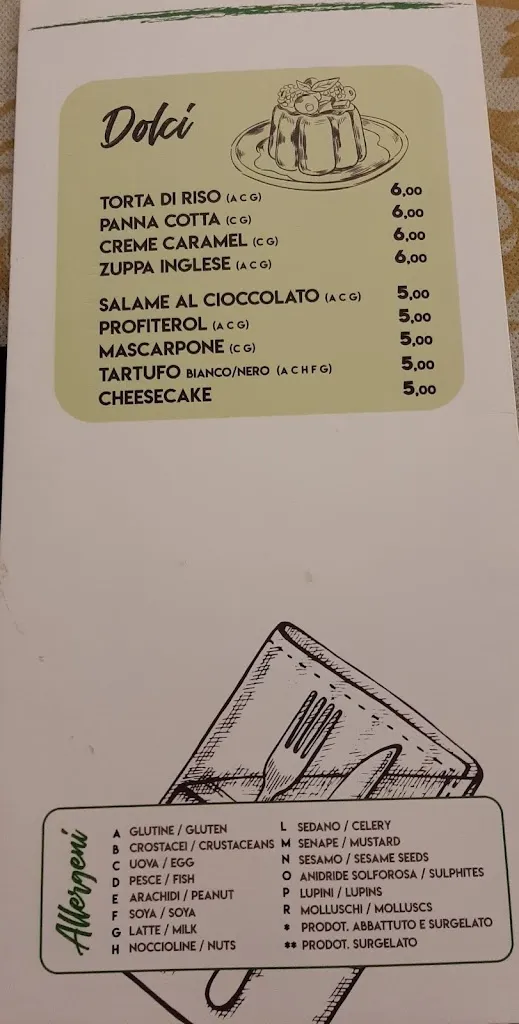 Dolci
TORTA DI RISO (A C G) 6,00
PANNA COTTA (C G) 6,00
CREME CARAMEL (C G) 6,00
ZUPPA INGLESE (A C G) 6,00
SALAME AL CIOCCOLATO (A C G) 5,00
PROFITEROL (A C G) 5,00
MASCARPONE (C G) 5,00
TARTUFO BIANCO/NERO (A C H F G) 5,00
CHEESECAKE 5,00
Allergeni
A GLUTINE / GLUTEN
B CROSTACEI / CRUSTACEANS
C UOVA / EGG
D PESCE / FISH
E ARACHIDI / PEANUT
F SOYA / SOYA
G LATTE / MILK
H NOCCIOLINE / NUTS
L SEDANO / CELERY
M SENAPE / MUSTARD
N SESAMO / SESAME SEEDS
O ANIDRIDE SOLFOROSA / SULPHITES
P LUPINI / LUPINS
R MOLLUSCHI / MOLLUSCS
* PRODOT. ABBATTUTO E SURGELATO
** PRODOT. SURGELATO